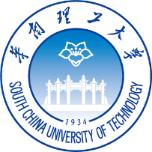 華南理工大學
1934
SOUTH CHINA UNIVERSITY OF TECHNOLOGY